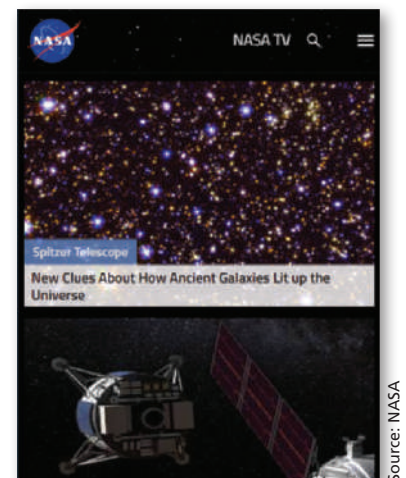 NASA
NASA TV
Spitzer Telescope
New Clues About How Ancient Galaxies Lit up the
Universe
Source: NASA